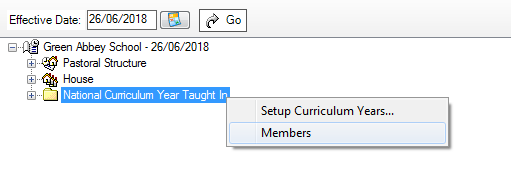 Effective Date: 26/06/2018 Go
Green Abbey School - 26/06/2018
Pastoral Structure
House
National Curriculum Year Taught In
Setup Curriculum Years...
Members